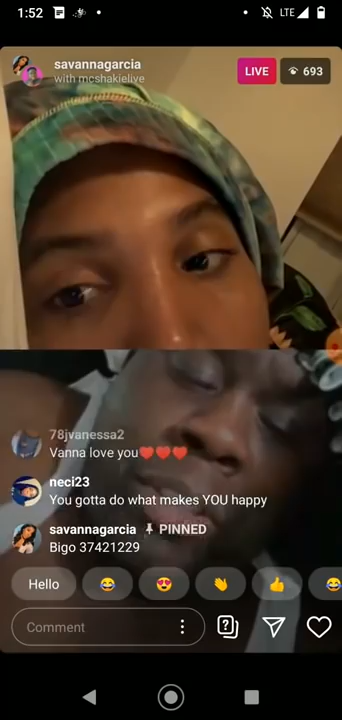 1:52
LTE
savannagarcia
with mcshakielive
LIVE
693
78jvanessa2
Vanna love you❤️❤️❤️
neci23
You gotta do what makes YOU happy
savannagarcia 📌 PINNED
Bigo 37421229
Hello 😂 😍 👏 👍 😂
Comment